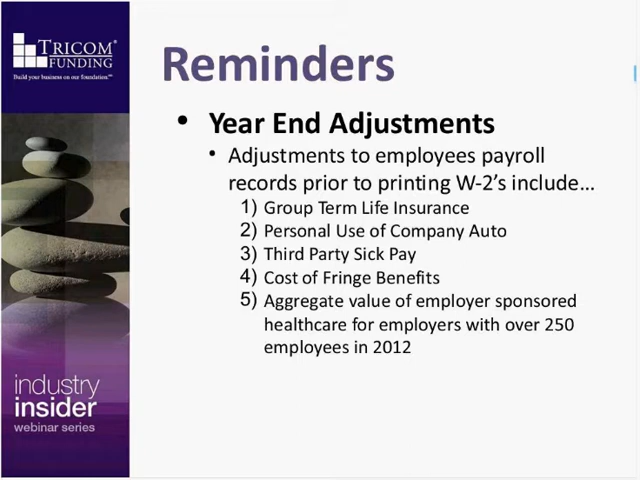 TRICOM®
FUNDING
Build your business on our foundation.™
Reminders
• Year End Adjustments
• Adjustments to employees payroll
records prior to printing W-2’s include…
1) Group Term Life Insurance
2) Personal Use of Company Auto
3) Third Party Sick Pay
4) Cost of Fringe Benefits
5) Aggregate value of employer sponsored
healthcare for employers with over 250
employees in 2012
industry
insider
webinar series